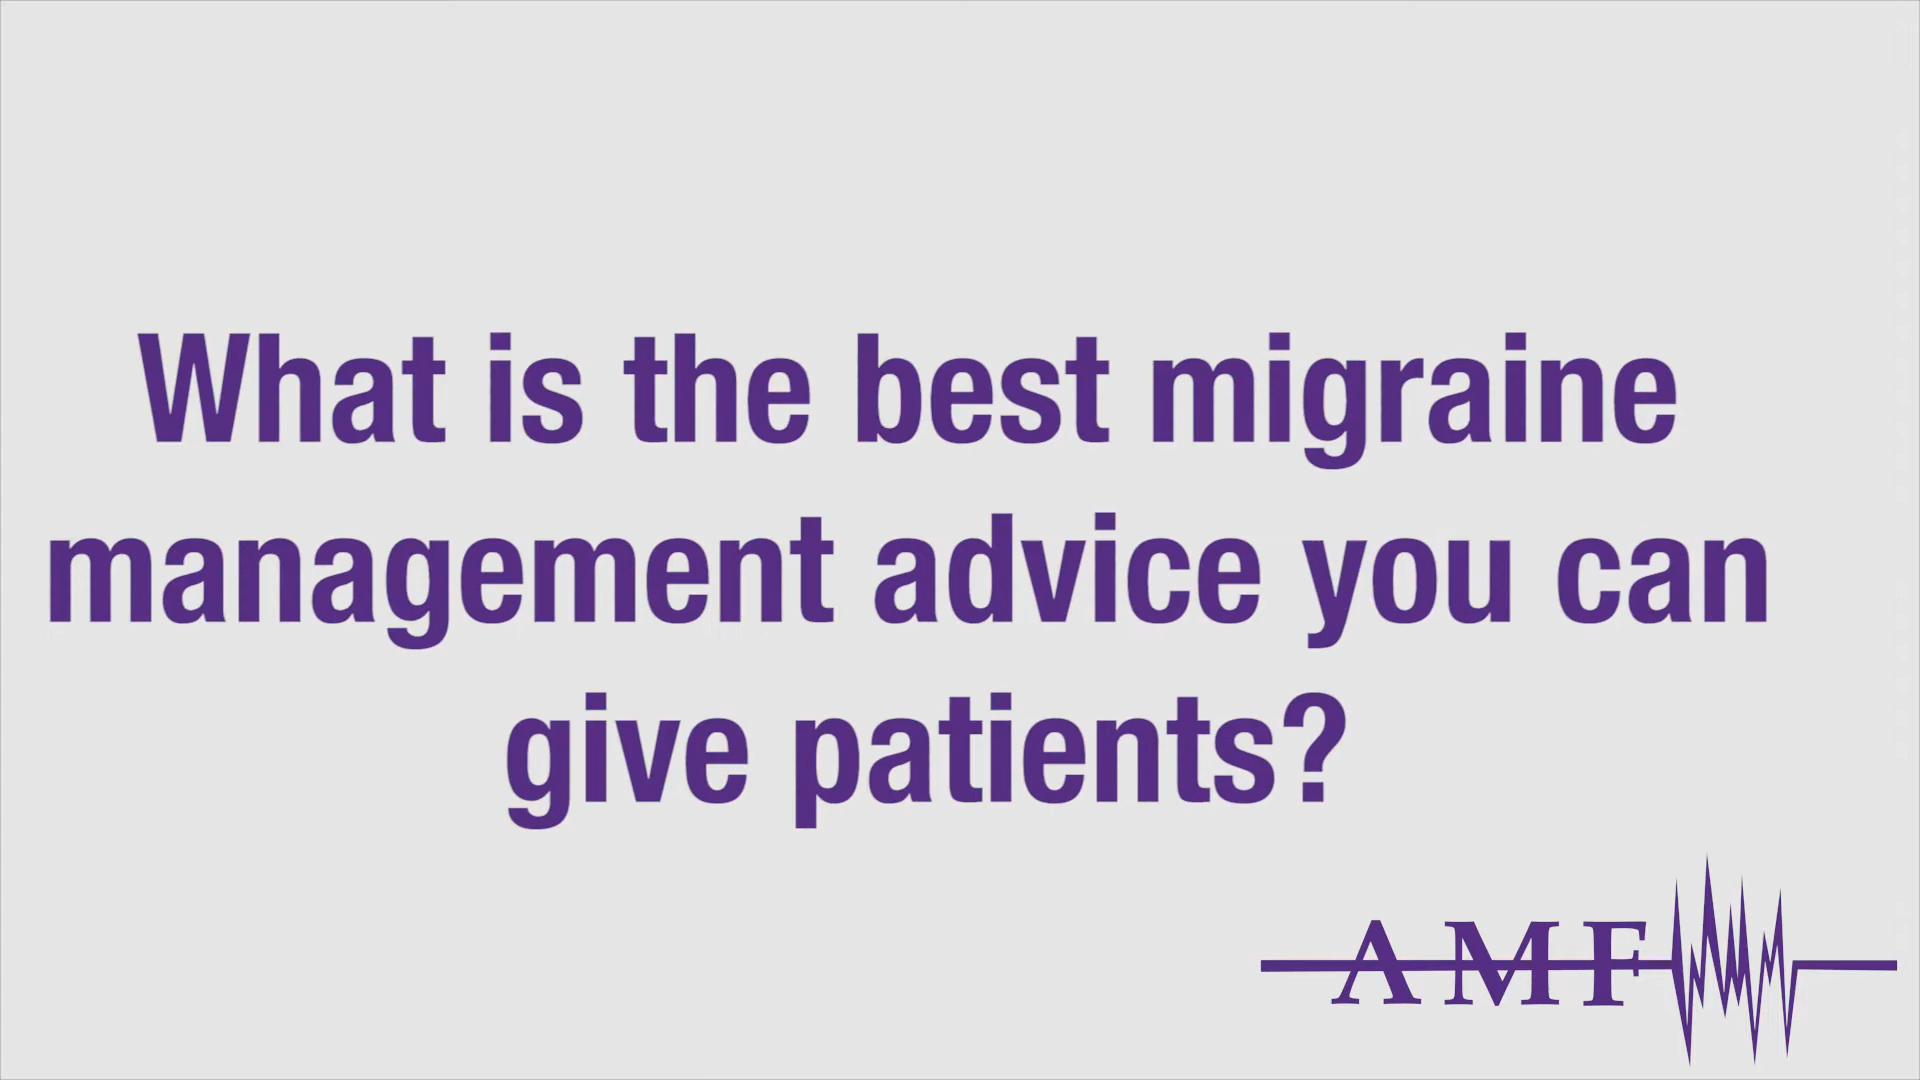 What is the best migraine
management advice you can
give patients?
AMF